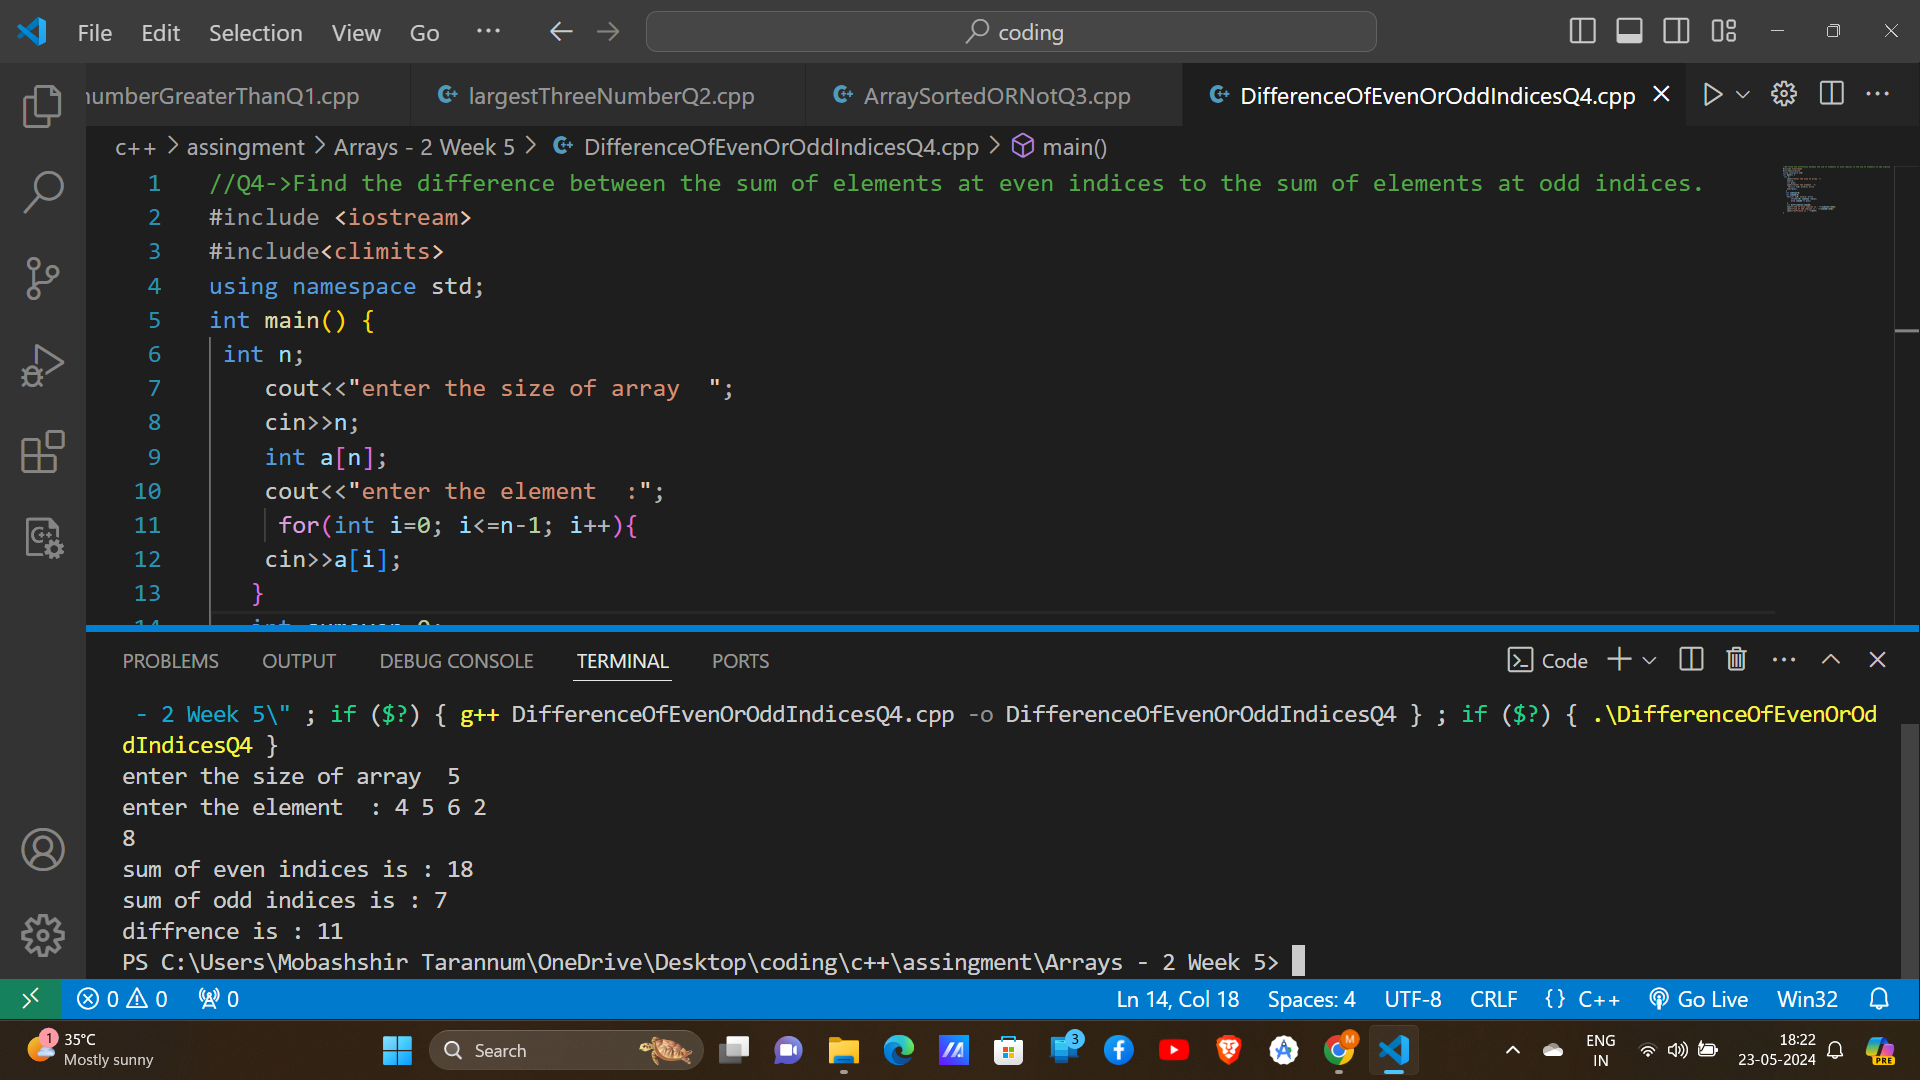 File Edit Selection View Go ··· coding
numberGreaterThanQ1.cpp largestThreeNumberQ2.cpp ArraySortedORNotQ3.cpp DifferenceOfEvenOrOddIndicesQ4.cpp
c++ > assingment > Arrays - 2 Week 5 > DifferenceOfEvenOrOddIndicesQ4.cpp > main()
1 //Q4->Find the difference between the sum of elements at even indices to the sum of elements at odd indices.
2 #include <iostream>
3 #include<climits>
4 using namespace std;
5 int main() {
6 int n;
7 cout<<"enter the size of array  ";
8 cin>>n;
9 int a[n];
10 cout<<"enter the element  :";
11 for(int i=0; i<=n-1; i++){
12 cin>>a[i];
13 }
14 int
PROBLEMS OUTPUT DEBUG CONSOLE TERMINAL PORTS Code
- 2 Week 5\" ; if ($?) { g++ DifferenceOfEvenOrOddIndicesQ4.cpp -o DifferenceOfEvenOrOddIndicesQ4 } ; if ($?) { .\DifferenceOfEvenOrOd
dIndicesQ4 }
enter the size of array  5
enter the element  : 4 5 6 2
8
sum of even indices is : 18
sum of odd indices is : 7
diffrence is : 11
PS C:\Users\Mobashshir Tarannum\OneDrive\Desktop\coding\c++\assingment\Arrays - 2 Week 5>
0 0 0 Ln 14, Col 18 Spaces: 4 UTF-8 CRLF {} C++ Go Live Win32
1 35°C
Mostly sunny
Search
3
M
ENG
IN
18:22
23-05-2024
PRE